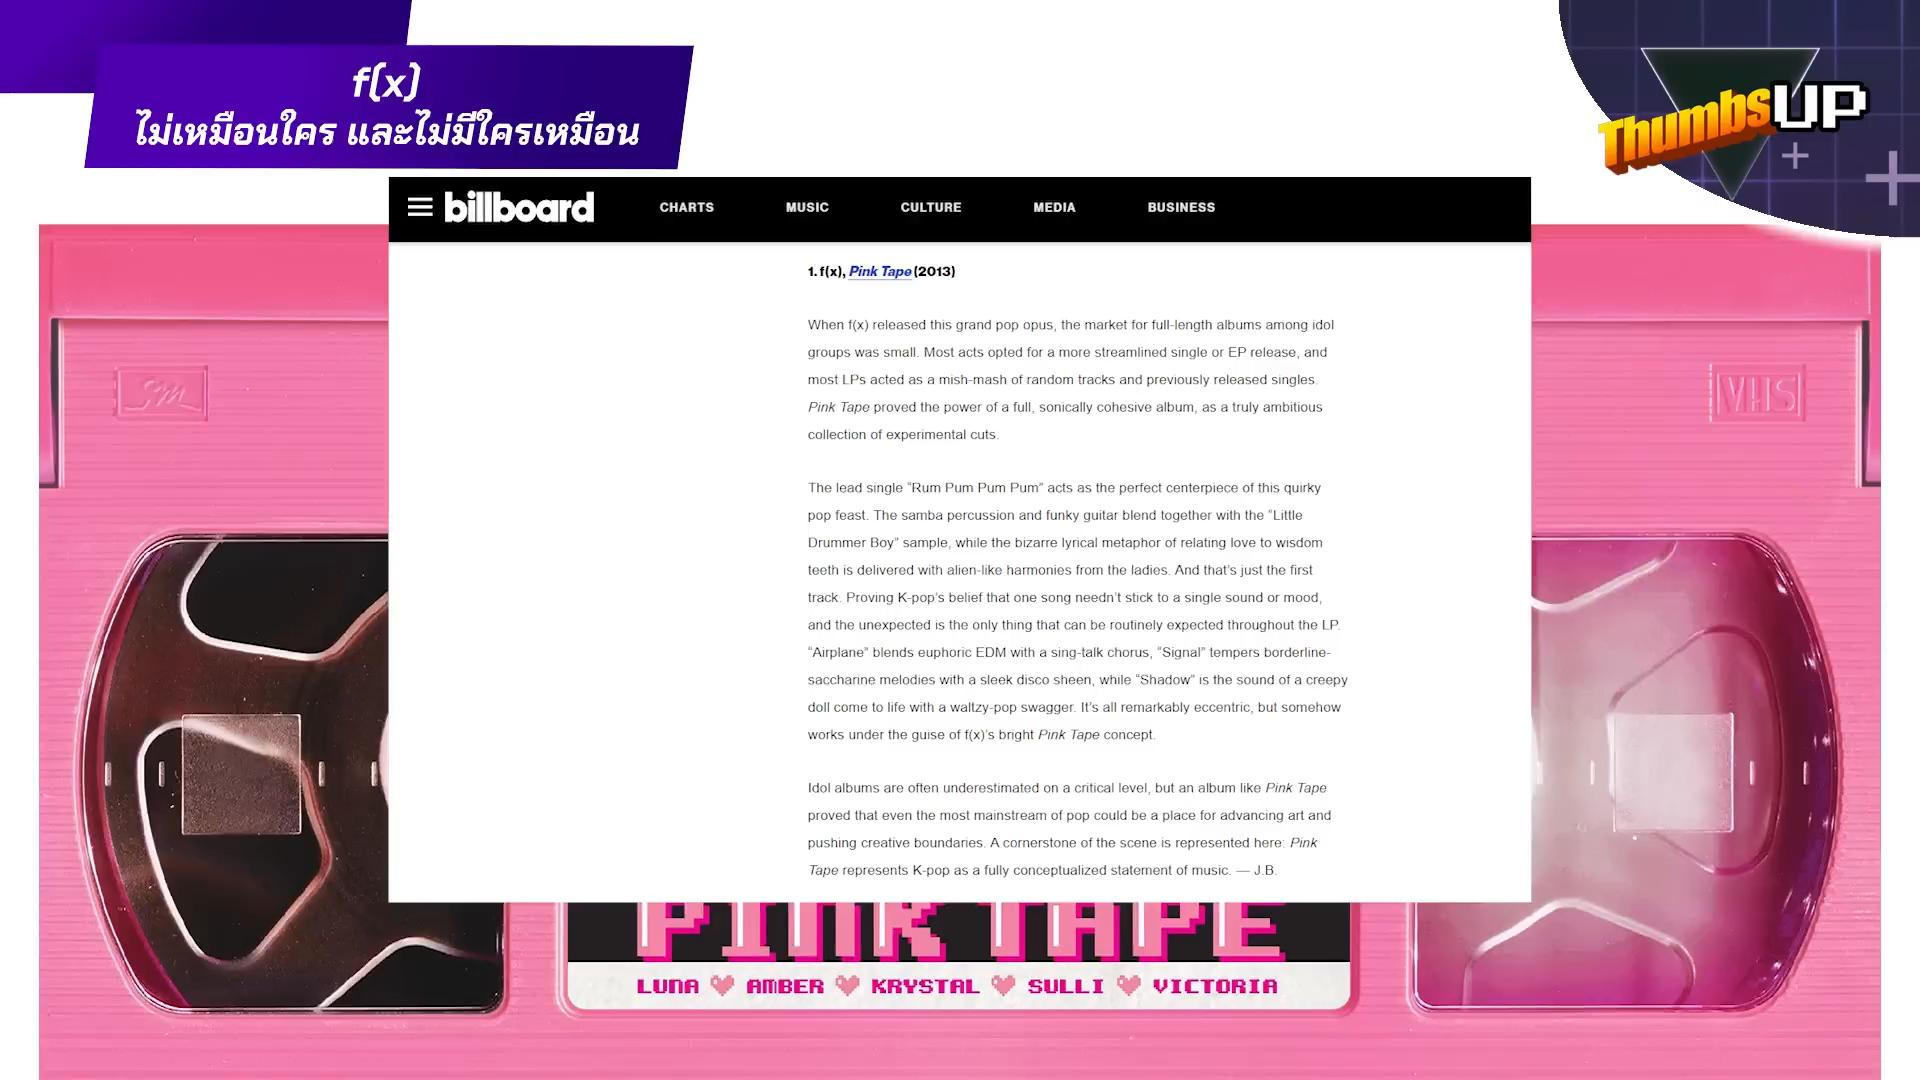 f(x)
ไม่เหมือนใคร และไม่มีใครเหมือน
ThumbsUP
billboard
CHARTS
MUSIC
CULTURE
MEDIA
BUSINESS
1. f(x), Pink Tape (2013)
When f(x) released this grand pop opus, the market for full-length albums among idol
groups was small. Most acts opted for a more streamlined single or EP release, and
most LPs acted as a mish-mash of random tracks and previously released singles.
Pink Tape proved the power of a full, sonically cohesive album, as a truly ambitious
collection of experimental cuts.
The lead single “Rum Pum Pum Pum” acts as the perfect centerpiece of this quirky
pop feast. The samba percussion and funky guitar blend together with the “Little
Drummer Boy” sample, while the bizarre lyrical metaphor of relating love to wisdom
teeth is delivered with alien-like harmonies from the ladies. And that’s just the first
track. Proving K-pop’s belief that one song needn’t stick to a single sound or mood,
and the unexpected is the only thing that can be routinely expected throughout the LP.
“Airplane” blends euphoric EDM with a sing-talk chorus, “Signal” tempers borderline-
saccharine melodies with a sleek disco sheen, while “Shadow” is the sound of a creepy
doll come to life with a waltzy-pop swagger. It’s all remarkably eccentric, but somehow
works under the guise of f(x)’s bright Pink Tape concept.
Idol albums are often underestimated on a critical level, but an album like Pink Tape
proved that even the most mainstream of pop could be a place for advancing art and
pushing creative boundaries. A cornerstone of the scene is represented here: Pink
Tape represents K-pop as a fully conceptualized statement of music. — J.B.
SM
VHS
PINK TAPE
LUNA AMBER KRYSTAL SULLI VICTORIA